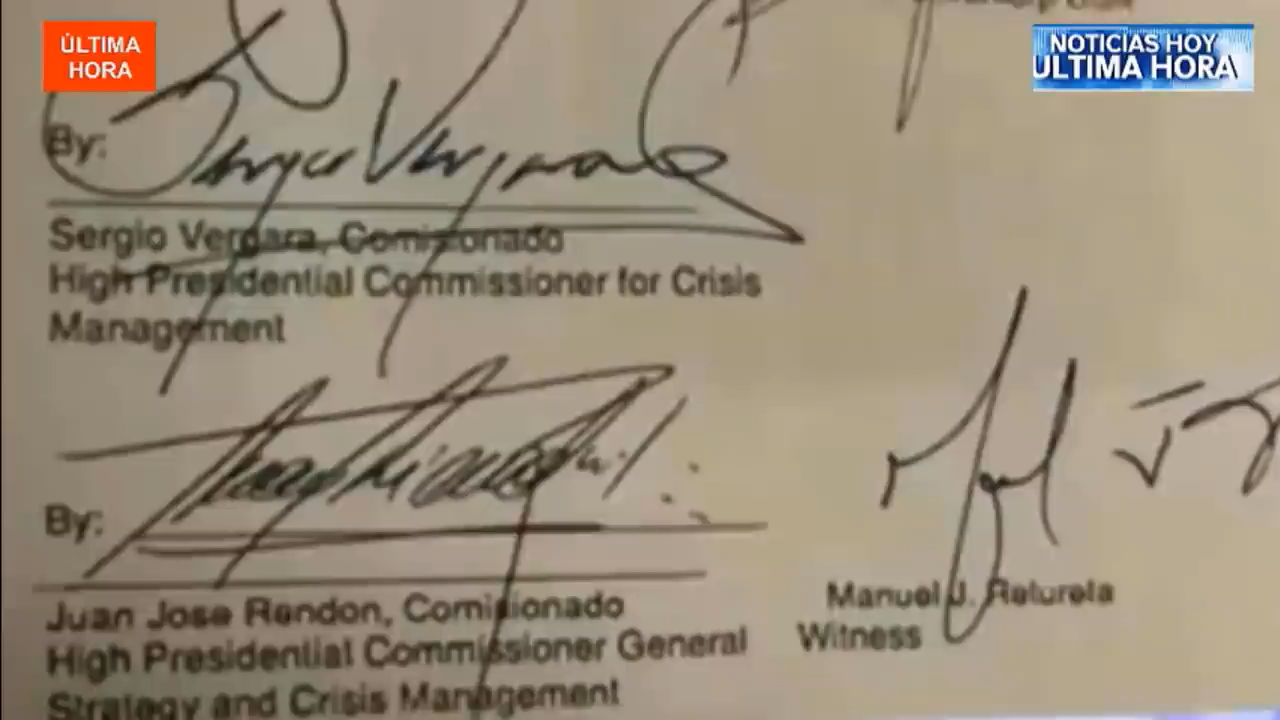 ÚLTIMA
HORA
NOTICIAS HOY
ULTIMA HORA
By:
Sergio Vergara, Comisionado
High Presidential Commissioner for Crisis
Management
By:
Juan Jose Rendon, Comisionado
High Presidential Commissioner General
Strategy and Crisis Management
Manuel J. Retureta
Witness